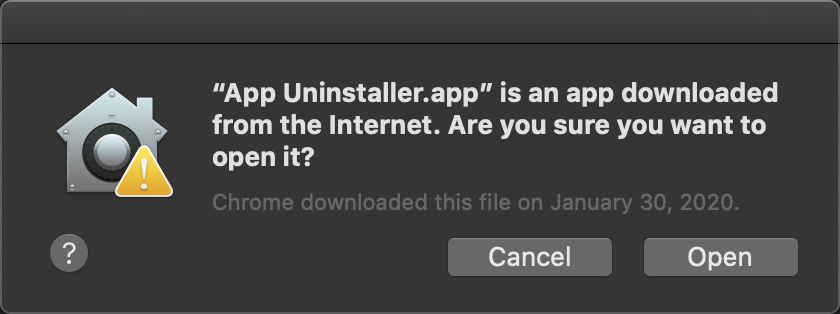 “App Uninstaller.app” is an app downloaded
from the Internet. Are you sure you want to
open it?
Chrome downloaded this file on January 30, 2020.
?
Cancel
Open